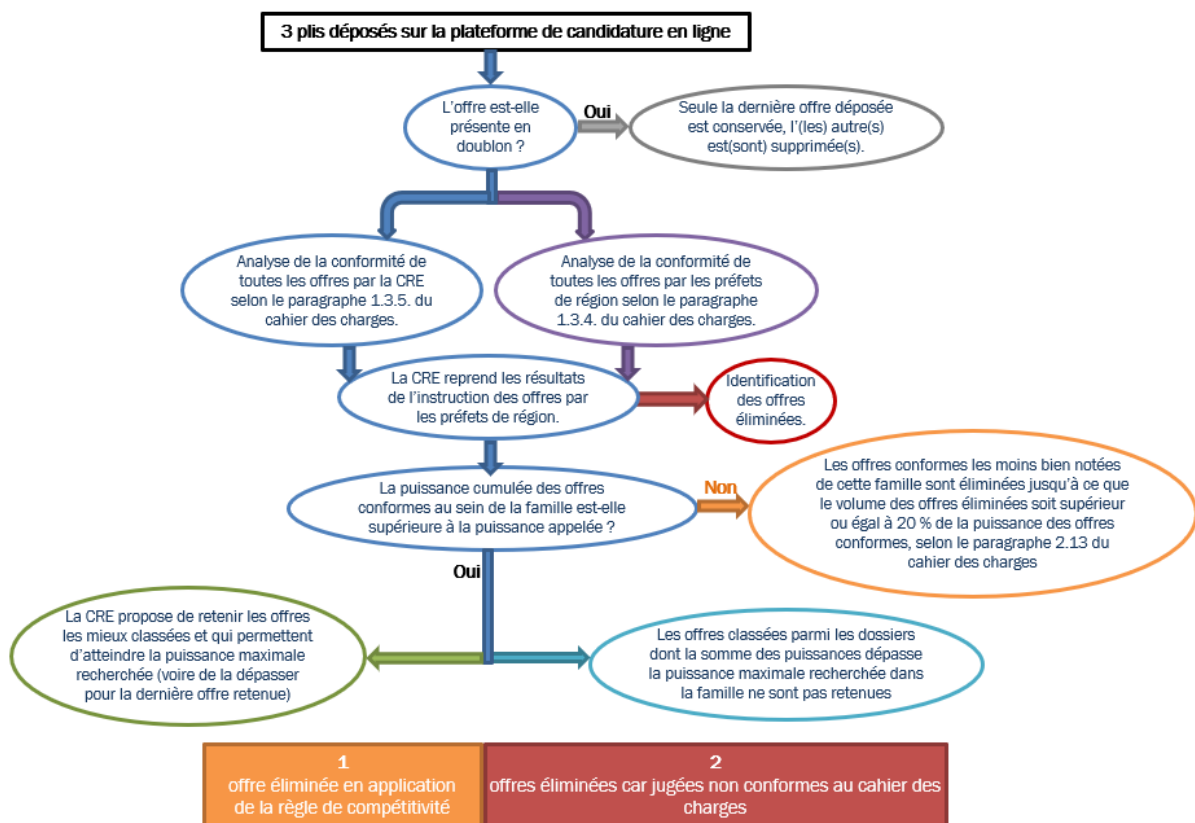 3 plis déposés sur la plateforme de candidature en ligne
L'offre est-elle
présente en
doublon ?
Oui
Seule la dernière offre déposée
est conservée, l'(les) autre(s)
est(sont) supprimée(s).
Analyse de la conformité de
toutes les offres par la CRE
selon le paragraphe 1.3.5. du
cahier des charges.
Analyse de la conformité de
toutes les offres par les préfets
de région selon le paragraphe
1.3.4. du cahier des charges.
La CRE reprend les résultats
de l'instruction des offres par
les préfets de région.
Identification
des offres
éliminées.
La puissance cumulée des offres
conformes au sein de la famille est-elle
supérieure à la puissance appelée ?
Non
Les offres conformes les moins bien notées
de cette famille sont éliminées jusqu'à ce que
le volume des offres éliminées soit supérieur
ou égal à 20 % de la puissance des offres
conformes, selon le paragraphe 2.13 du
cahier des charges
Oui
La CRE propose de retenir les offres
les mieux classées et qui permettent
d'atteindre la puissance maximale
recherchée (voire de la dépasser
pour la dernière offre retenue)
Les offres classées parmi les dossiers
dont la somme des puissances dépasse
la puissance maximale recherchée dans
la famille ne sont pas retenues
1
offre éliminée en application
de la règle de compétitivité
2
offres éliminées car jugées non conformes au cahier des
charges